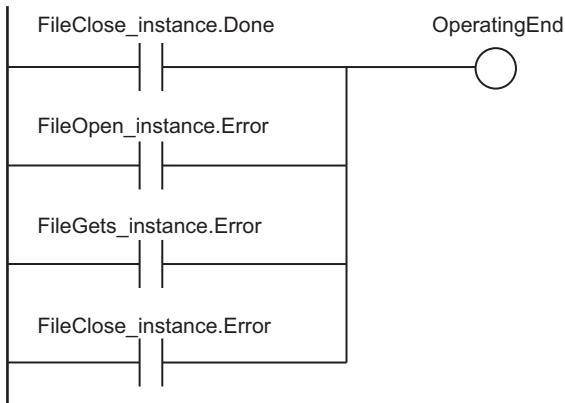 FileClose_instance.Done
OperatingEnd
FileOpen_instance.Error
FileGets_instance.Error
FileClose_instance.Error